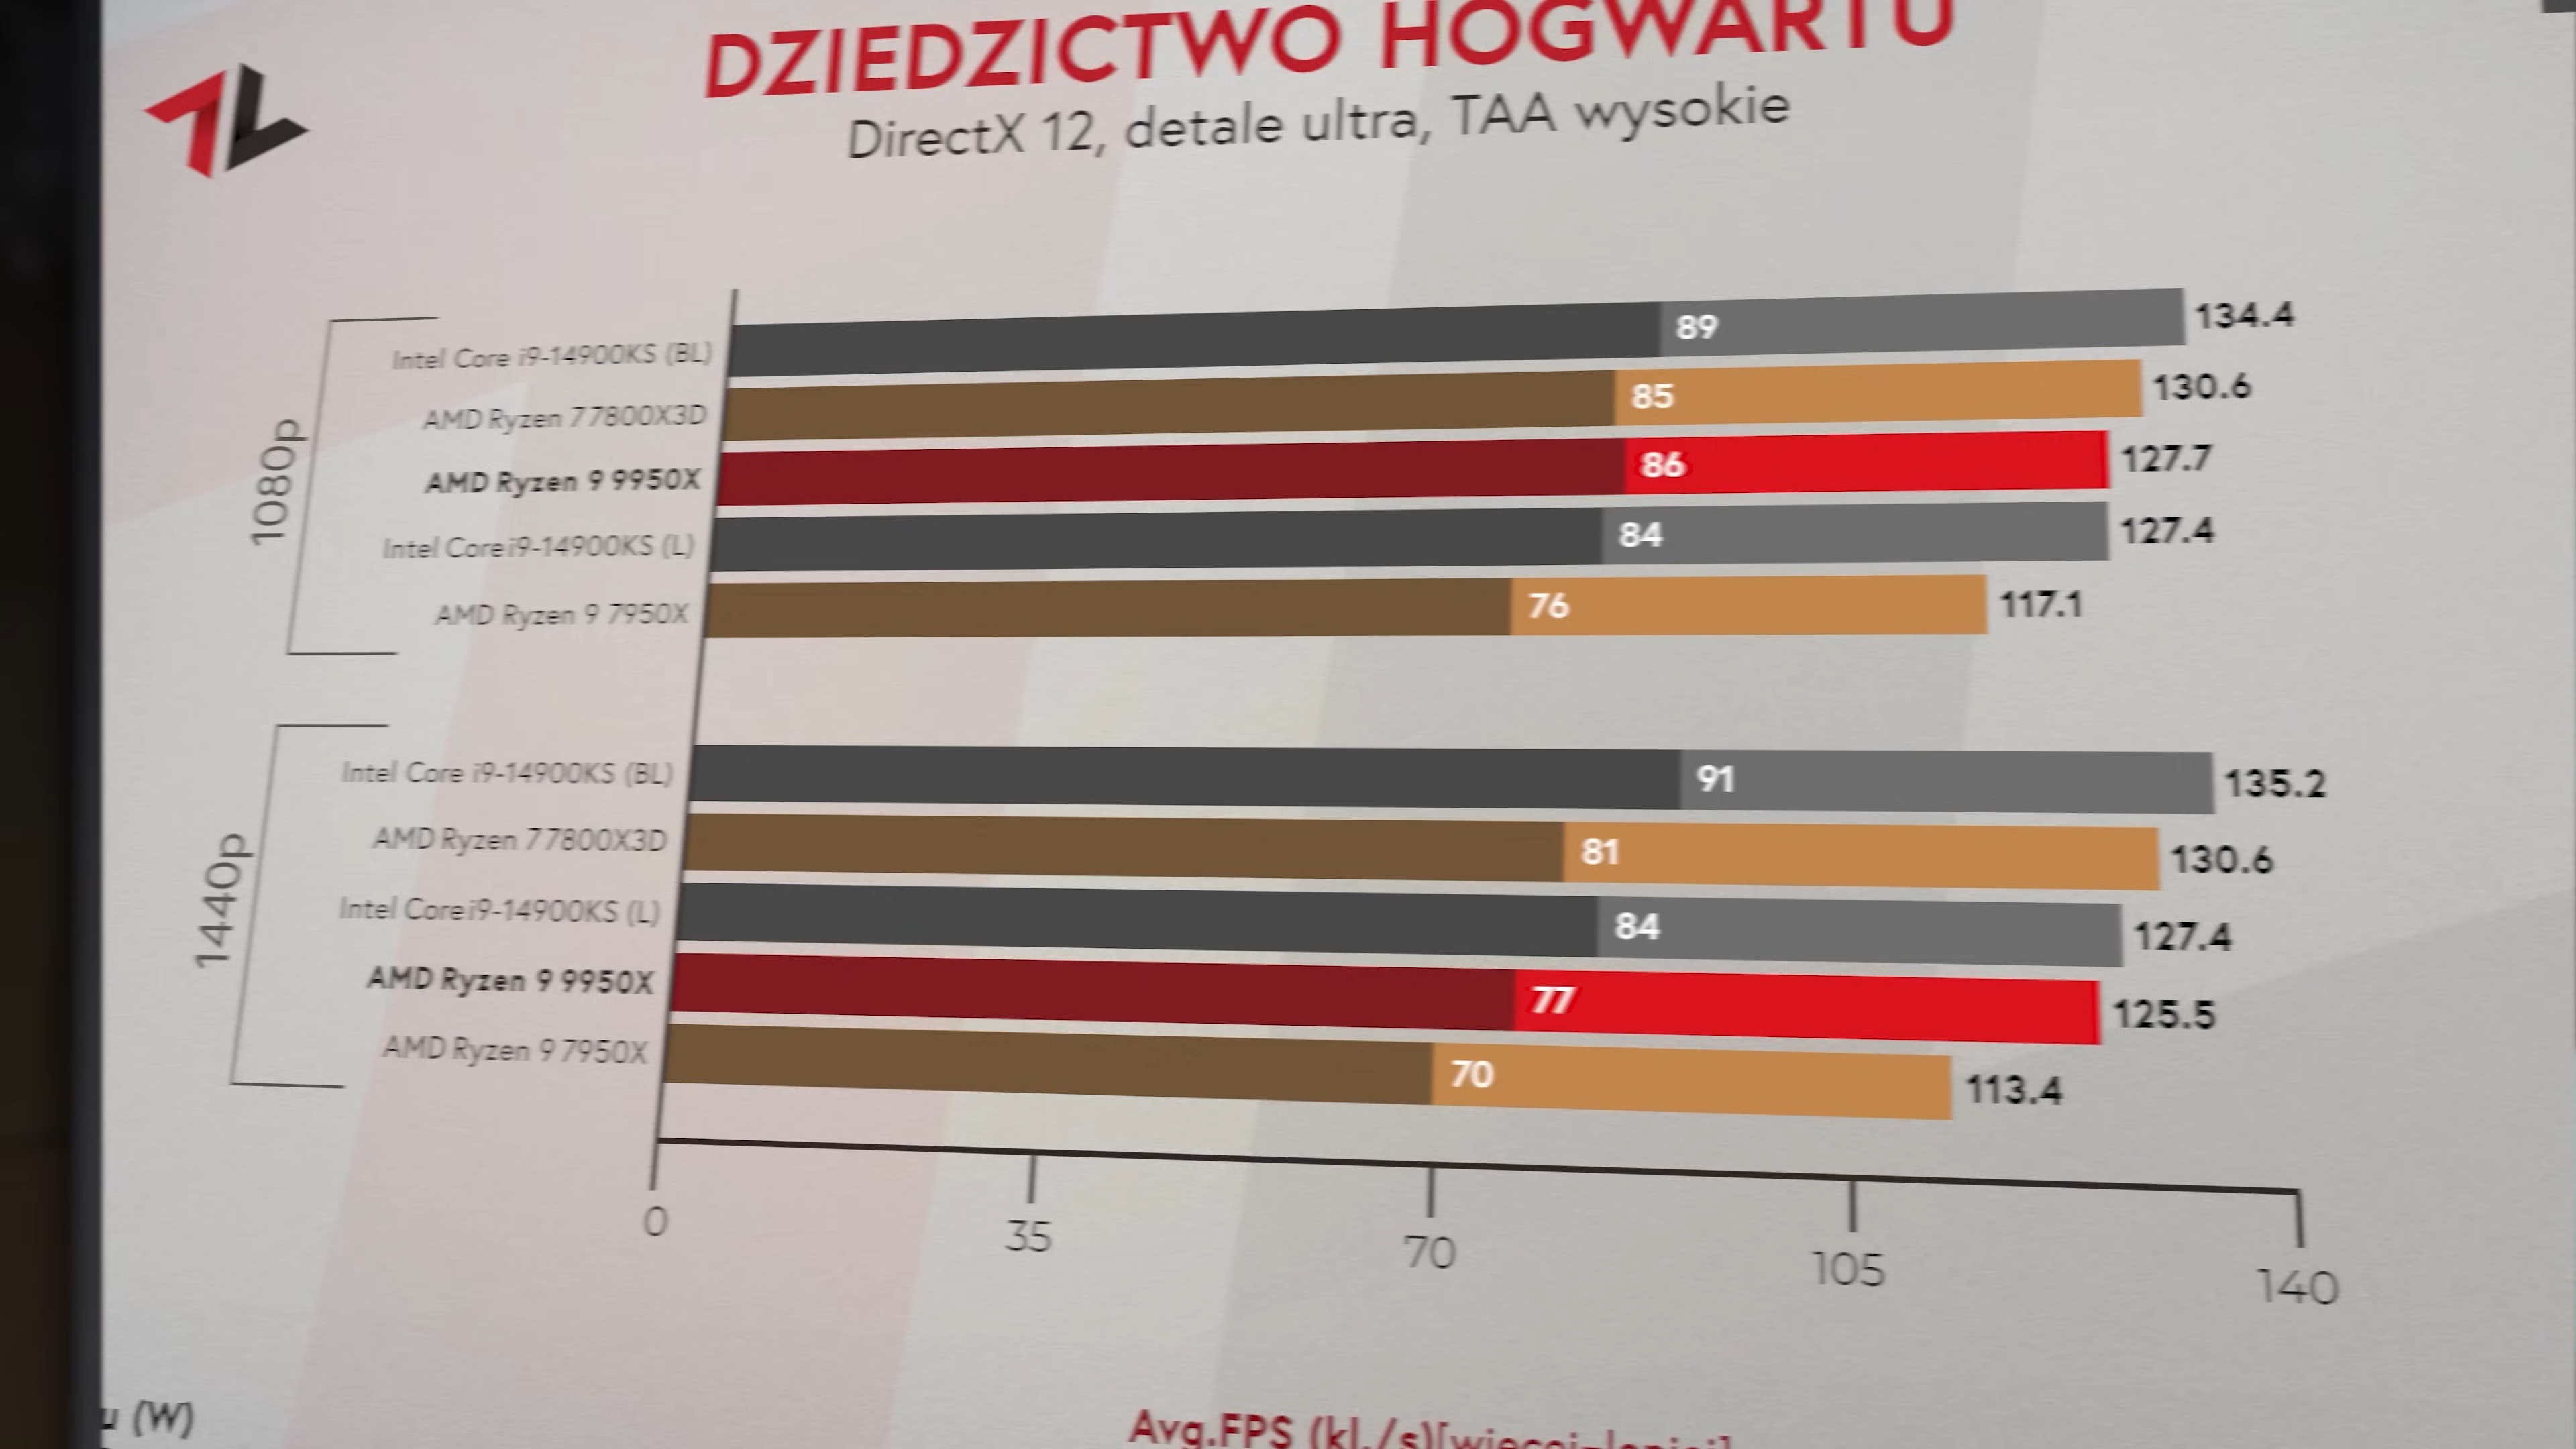 DZIEDZICTWO HOGWARTU
DirectX 12, detale ultra, TAA wysokie
1080p
Intel Core i9-14900KS (BL) 89 134.4
AMD Ryzen 7 7800X3D 85 130.6
AMD Ryzen 9 9950X 86 127.7
Intel Core i9-14900KS (L) 84 127.4
AMD Ryzen 9 7950X 76 117.1
1440p
Intel Core i9-14900KS (BL) 91 135.2
AMD Ryzen 7 7800X3D 81 130.6
Intel Core i9-14900KS (L) 84 127.4
AMD Ryzen 9 9950X 77 125.5
AMD Ryzen 9 7950X 70 113.4
0 35 70 105 140
(W)
Avg.FPS (kl./s)